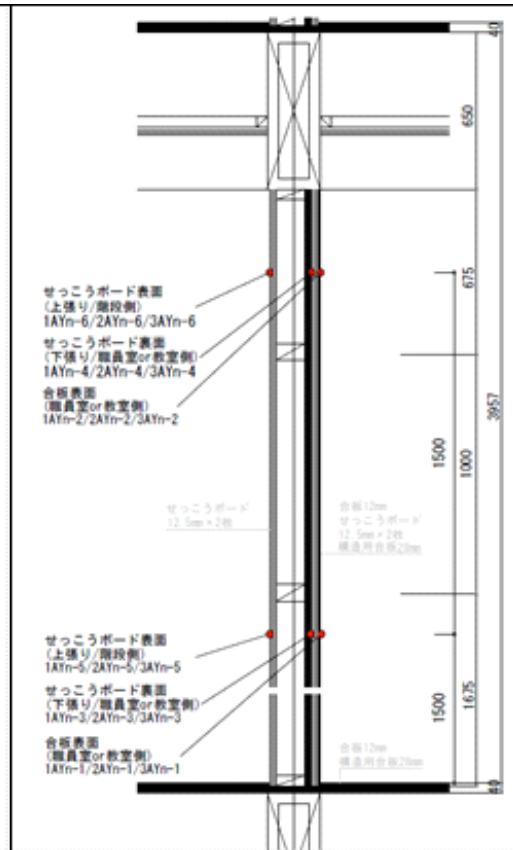 40
650
せっこうボード表面
(上張り/階段側)
1AYn-6/2AYn-6/3AYn-6
せっこうボード裏面
(下張り/職員室or教室側)
1AYn-4/2AYn-4/3AYn-4
合板表面
(職員室or教室側)
1AYn-2/2AYn-2/3AYn-2
675
3957
1500
1000
せっこうボード
12.5mm×2枚
合板12mm
せっこうボード
12.5mm×2枚
構造用合板28mm
せっこうボード表面
(上張り/階段側)
1AYn-5/2AYn-5/3AYn-5
せっこうボード裏面
(下張り/職員室or教室側)
1AYn-3/2AYn-3/3AYn-3
合板表面
(職員室or教室側)
1AYn-1/2AYn-1/3AYn-1
1500
1675
合板12mm
構造用合板28mm
40